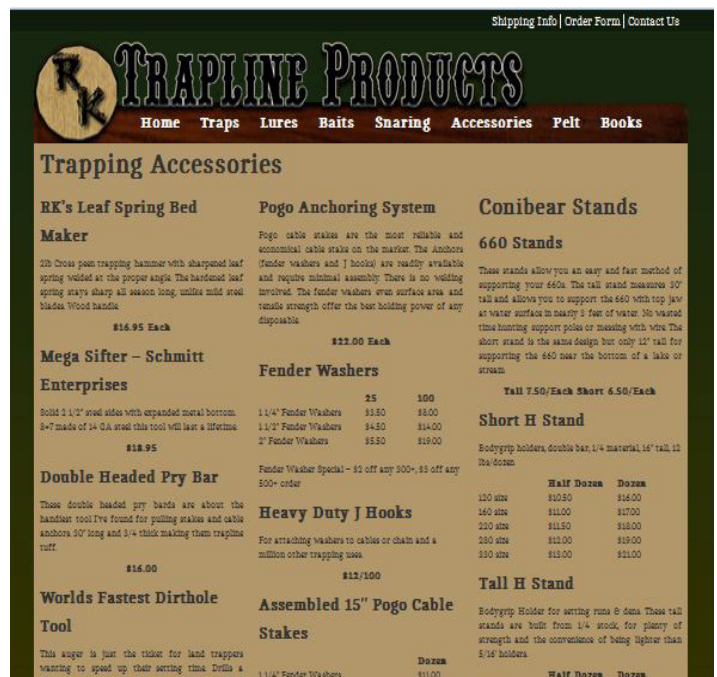 Shipping Info | Order Form | Contact Us
RK
TRAPLINE PRODUCTS
Home Traps Lures Baits Snaring Accessories Pelt Books
Trapping Accessories
RK's Leaf Spring Bed
Maker
2lb Cross peen trapping hammer with sharpened leaf
spring welded at the proper angle. The hardened leaf
spring stays sharp all season long, unlike mild steel
blades. Wood handle.
$16.95 Each
Mega Sifter – Schmitt
Enterprises
Solid 2 1/2" steel sides with expanded metal bottom.
8×7 made of 14 GA steel this tool will last a lifetime.
$18.95
Double Headed Pry Bar
These double headed pry bards are about the
handiest tool I've found for pulling stakes and cable
anchors. 30" long and 3/4 thick making them trapline
tuff.
$16.00
Worlds Fastest Dirthole
Tool
This auger is just the ticket for land trappers
wanting to speed up their setting time. Drills a
Pogo Anchoring System
Pogo cable stakes are the most reliable and
economical cable stake on the market. The Anchors
(fender washers and J hooks) are readily available
and require minimal assembly. There is no welding
involved. The fender washers even surface area and
tensile strength offer the best holding power of any
disposable.
$22.00 Each
Fender Washers
25 100
1 1/4" Fender Washers $3.50 $8.00
1 1/2" Fender Washers $4.50 $14.00
2" Fender Washers $5.50 $19.00
Fender Washer Special – $2 off any 300+, $3 off any
500+ order
Heavy Duty J Hooks
For attaching washers to cables or chain and a
million other trapping uses.
$12/100
Assembled 15" Pogo Cable
Stakes
Dozen
1 1/4" Fender Washers $11.00
Conibear Stands
660 Stands
These stands allow you an easy and fast method of
supporting your 660s. The tall stand measures 30"
tall and allows you to support the 660 with top jaw
at water surface in nearly 3 feet of water. No wasted
time hunting support poles or messing with wire. The
short stand is the same design but only 12" tall for
supporting the 660 near the bottom of a lake or
stream.
Tall 7.50/Each Short 6.50/Each
Short H Stand
Bodygrip holders, double bar, 1/4 material, 16" tall, 12
lbs/dozen
Half Dozen Dozen
120 size $10.50 $16.00
160 size $11.00 $17.00
220 size $11.50 $18.00
280 size $12.00 $19.00
330 size $13.00 $21.00
Tall H Stand
Bodygrip Holder for setting runs & dens. These tall
stands are built from 1/4 stock, for plenty of
strength and the convenience of being lighter than
5/16' holders.
Half Dozen Dozen